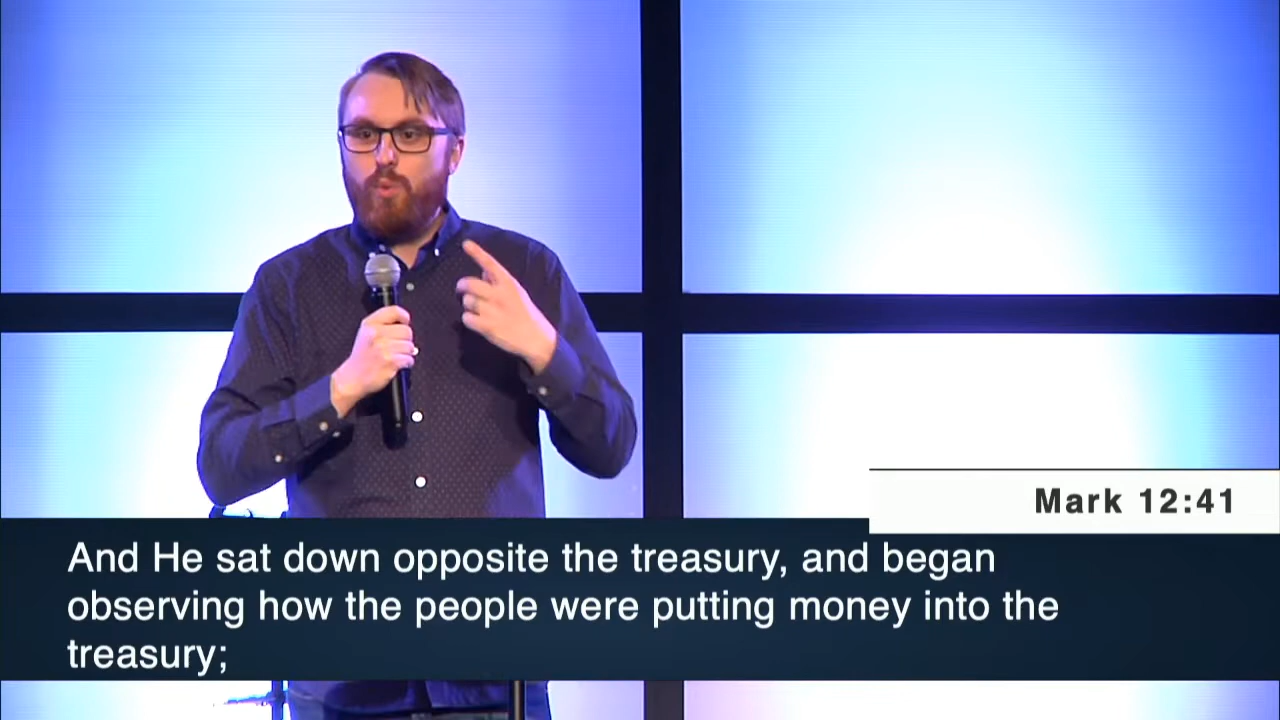 Mark 12:41
And He sat down opposite the treasury, and began
observing how the people were putting money into the
treasury;